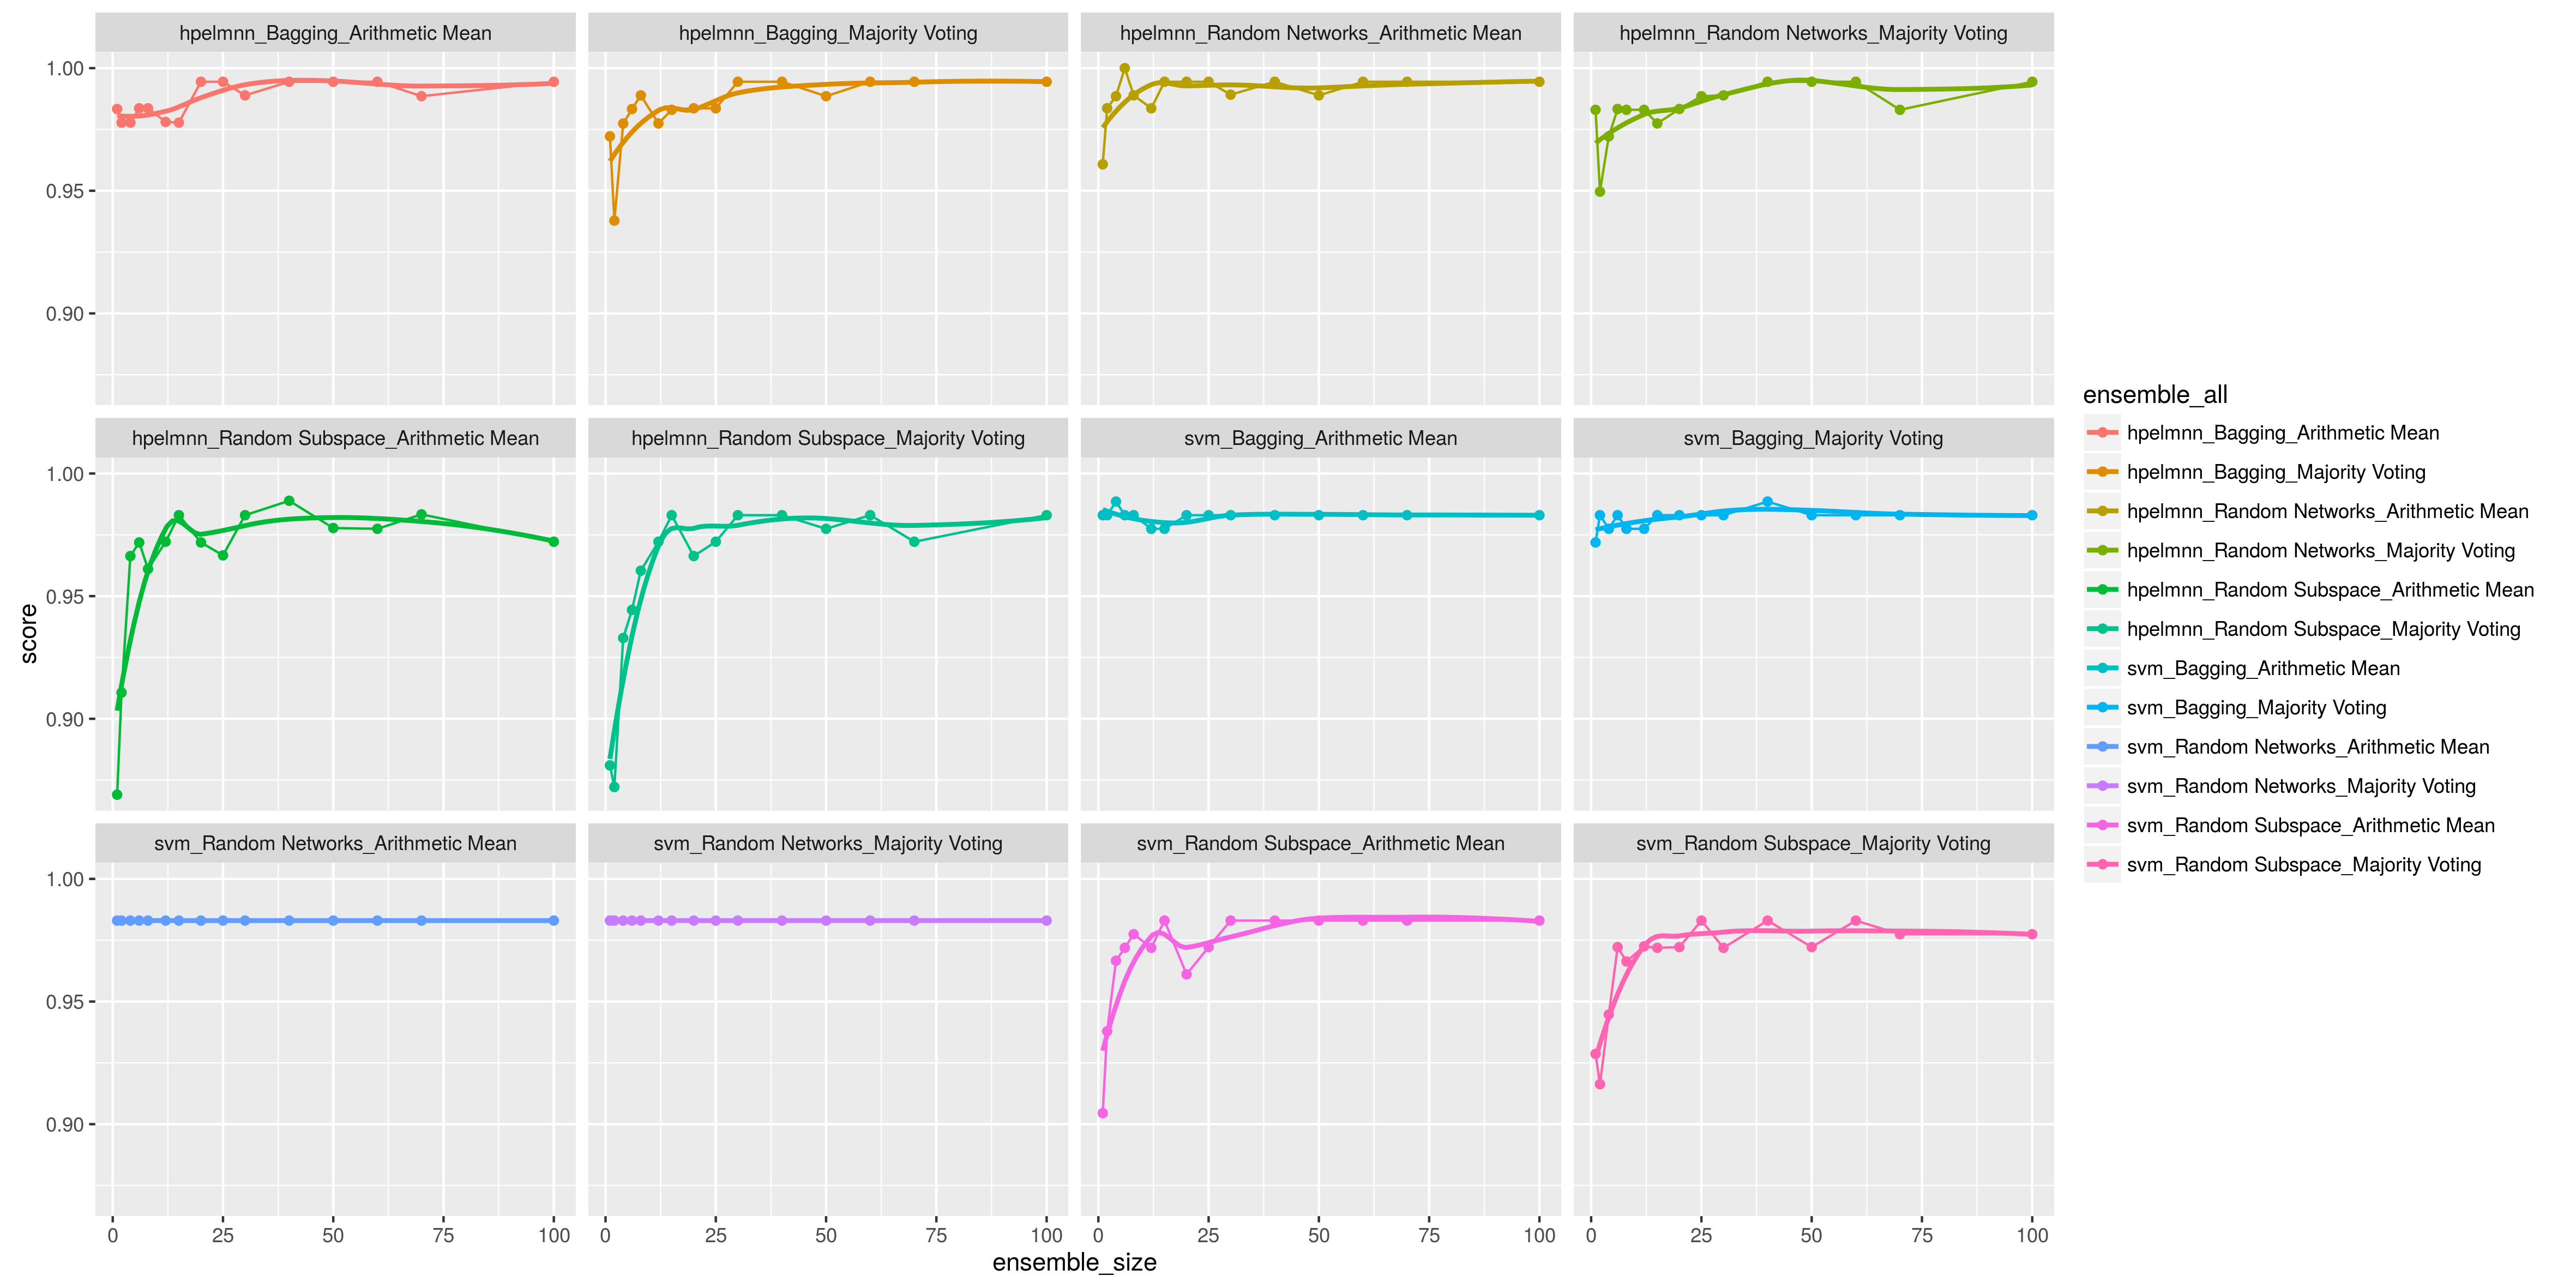 hpelmnn_Bagging_Arithmetic Mean
hpelmnn_Bagging_Majority Voting
hpelmnn_Random Networks_Arithmetic Mean
hpelmnn_Random Networks_Majority Voting
1.00
0.95
0.90
hpelmnn_Random Subspace_Arithmetic Mean
hpelmnn_Random Subspace_Majority Voting
svm_Bagging_Arithmetic Mean
svm_Bagging_Majority Voting
1.00
0.95
0.90
score
svm_Random Networks_Arithmetic Mean
svm_Random Networks_Majority Voting
svm_Random Subspace_Arithmetic Mean
svm_Random Subspace_Majority Voting
1.00
0.95
0.90
0 25 50 75 100
0 25 50 75 100
0 25 50 75 100
0 25 50 75 100
ensemble_size
ensemble_all
hpelmnn_Bagging_Arithmetic Mean
hpelmnn_Bagging_Majority Voting
hpelmnn_Random Networks_Arithmetic Mean
hpelmnn_Random Networks_Majority Voting
hpelmnn_Random Subspace_Arithmetic Mean
hpelmnn_Random Subspace_Majority Voting
svm_Bagging_Arithmetic Mean
svm_Bagging_Majority Voting
svm_Random Networks_Arithmetic Mean
svm_Random Networks_Majority Voting
svm_Random Subspace_Arithmetic Mean
svm_Random Subspace_Majority Voting